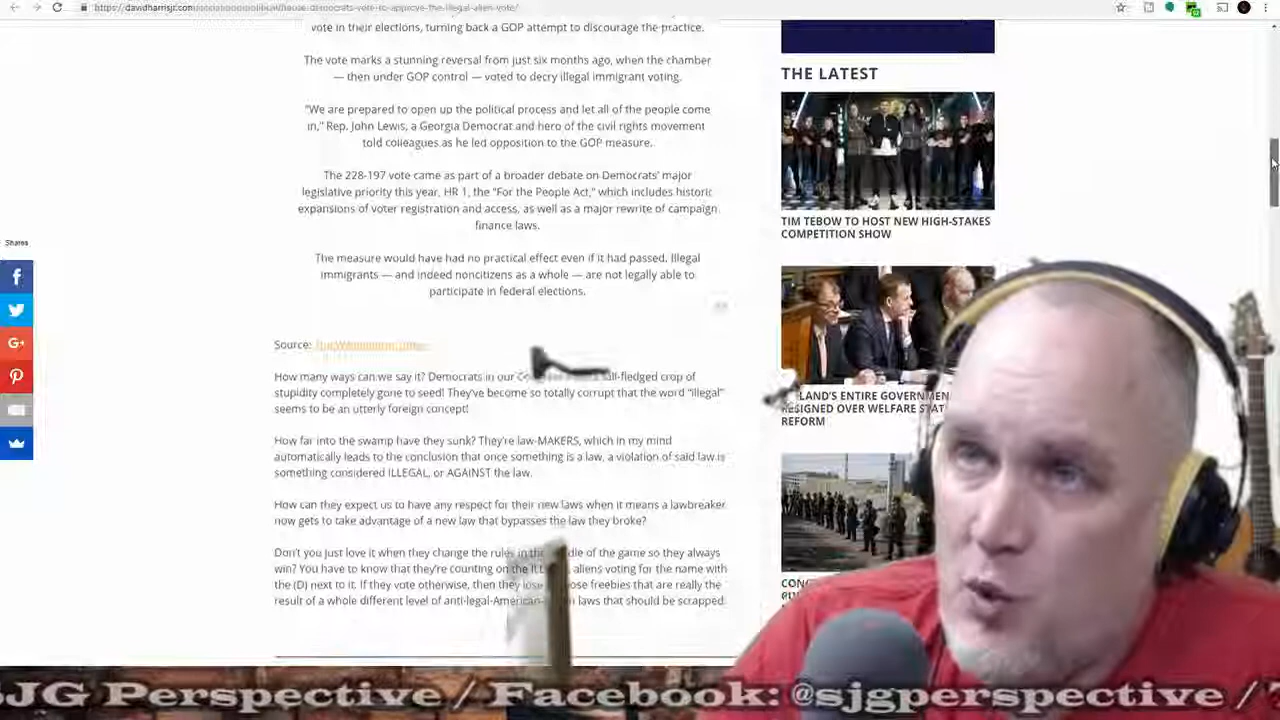 https://davidharrisjr.com/
vote in their elections, turning back a GOP attempt to discourage the practice.
The vote marks a stunning reversal from just six months ago, when the chamber
— then under GOP control — voted to decry illegal immigrant voting.
"We are prepared to open up the political process and let all of the people come
in," Rep. John Lewis, a Georgia Democrat and hero of the civil rights movement
told colleagues as he led opposition to the GOP measure.
The 228-197 vote came as part of a broader debate on Democrats' major
legislative priority this year, HR 1, the "For the People Act," which includes historic
expansions of voter registration and access, as well as a major rewrite of campaign
finance laws.
The measure would have had no practical effect even if it had passed. Illegal
immigrants — and indeed noncitizens as a whole — are not legally able to
participate in federal elections.
Source:
How many ways can we say it? Democrats in our full-fledged crop of
stupidity completely gone to seed! They've become so totally corrupt that the word "illegal"
seems to be an utterly foreign concept!
How far into the swamp have they sunk? They're law-MAKERS, which in my mind
automatically leads to the conclusion that once something is a law, a violation of said law is
something considered ILLEGAL, or AGAINST the law.
How can they expect us to have any respect for their new laws when it means a lawbreaker
now gets to take advantage of a new law that bypasses the law they broke?
Don't you just love it when they change the rules in the of the game so they always
win? You have to know that they're counting on the aliens voting for the name with
the (D) next to it. If they vote otherwise, then they freebies that are really the
result of a whole different level of laws that should be scrapped
Shares
THE LATEST
TIM TEBOW TO HOST NEW HIGH-STAKES
COMPETITION SHOW
ENTIRE
RESIGNED OVER WELFARE
REFORM
SJG Perspective / Facebook: @sjgperspective /